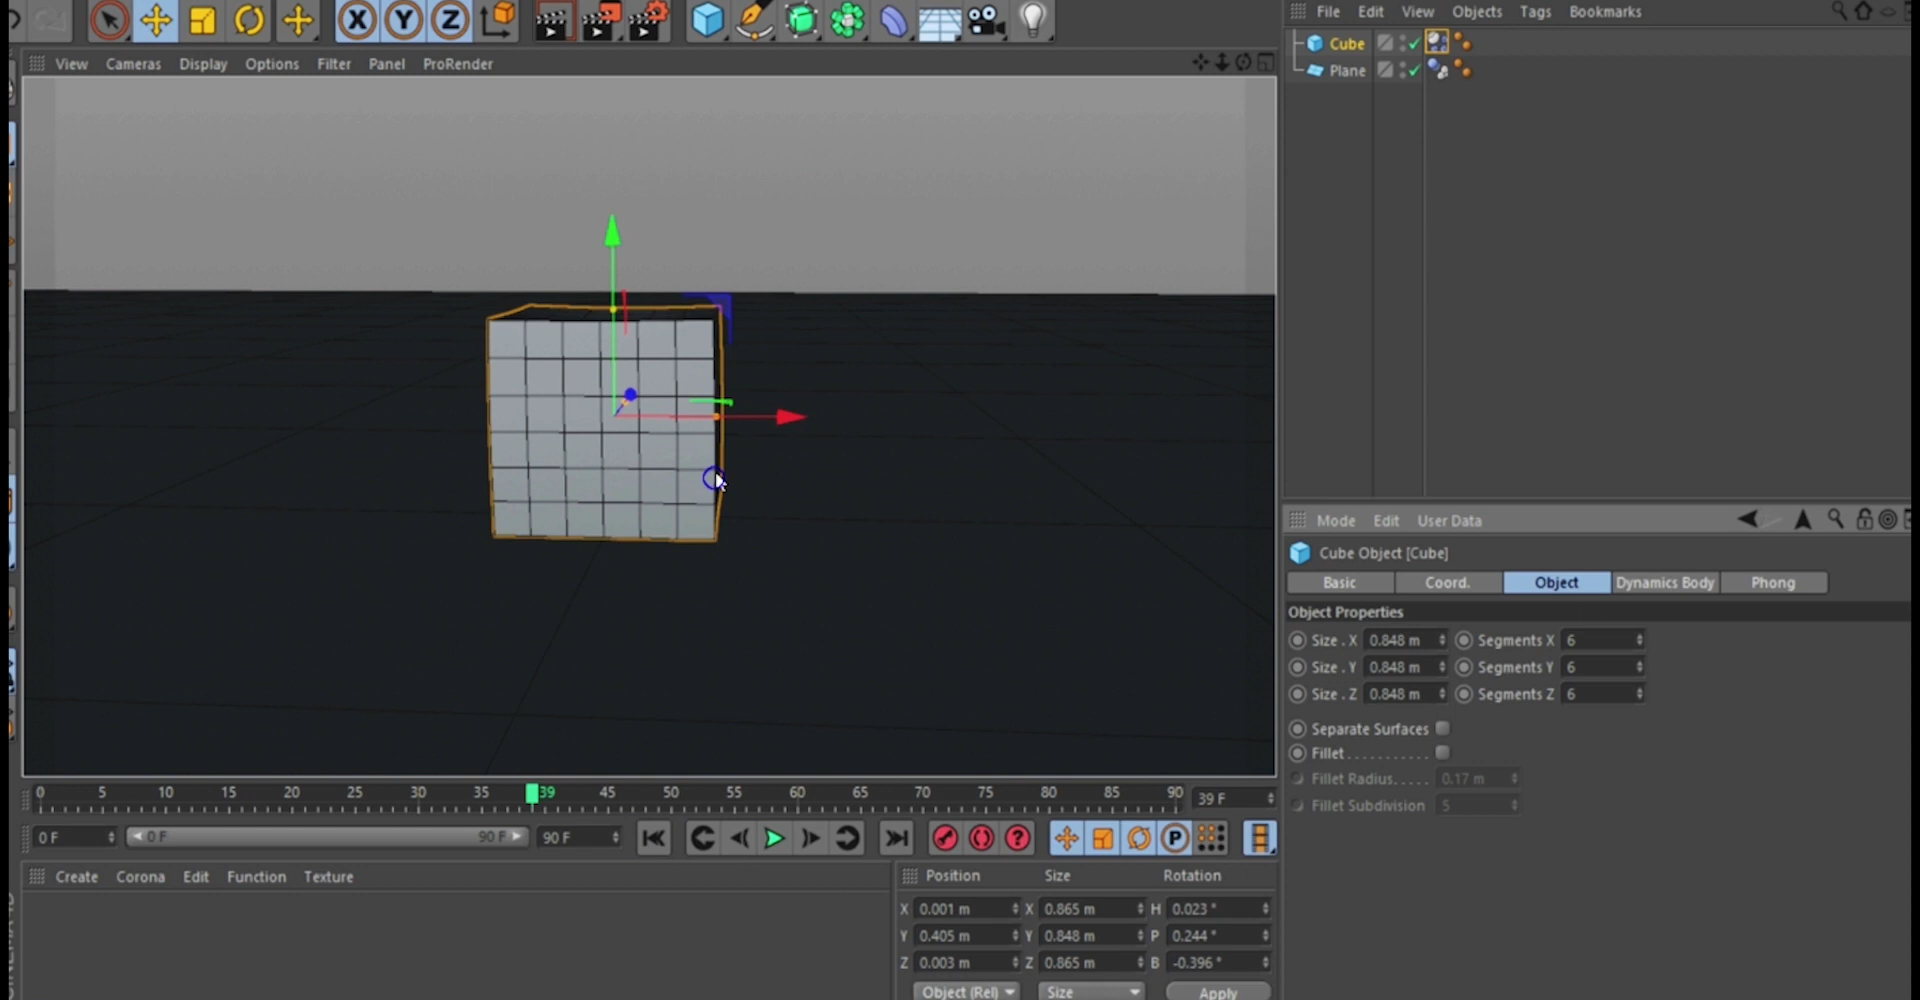 X Y Z
File Edit View Objects Tags Bookmarks
View Cameras Display Options Filter Panel ProRender
Cube
Plane
Mode Edit User Data
Cube Object [Cube]
Basic Coord. Object Dynamics Body Phong
Object Properties
Size . X 0.848 m Segments X 6
Size . Y 0.848 m Segments Y 6
Size . Z 0.848 m Segments Z 6
Separate Surfaces
Fillet . . . . . . . . . . .
Fillet Radius. . . . . 0.17 m
Fillet Subdivision 5
0 5 10 15 20 25 30 35 39 45 50 55 60 65 70 75 80 85 90 39 F
0 F 0 F 90 F 90 F ? P
Create Corona Edit Function Texture
Position Size Rotation
X 0.001 m X 0.865 m H 0.023 °
Y 0.405 m Y 0.848 m P 0.244 °
Z 0.003 m Z 0.865 m B -0.396 °
Object (Rel) Size Apply